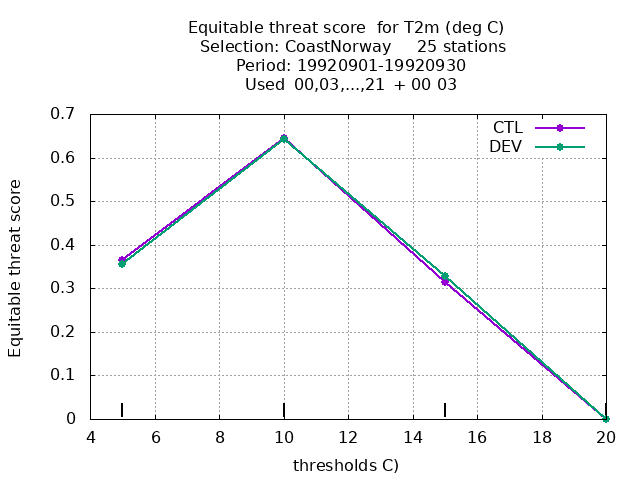 Equitable threat score for T2m (deg C)
Selection: CoastNorway 25 stations
Period: 19920901-19920930
Used 00,03,...,21 + 00 03
0.7
0.6
0.5
0.4
0.3
0.2
0.1
0
Equitable threat score
CTL
DEV
4 6 8 10 12 14 16 18 20
thresholds C)